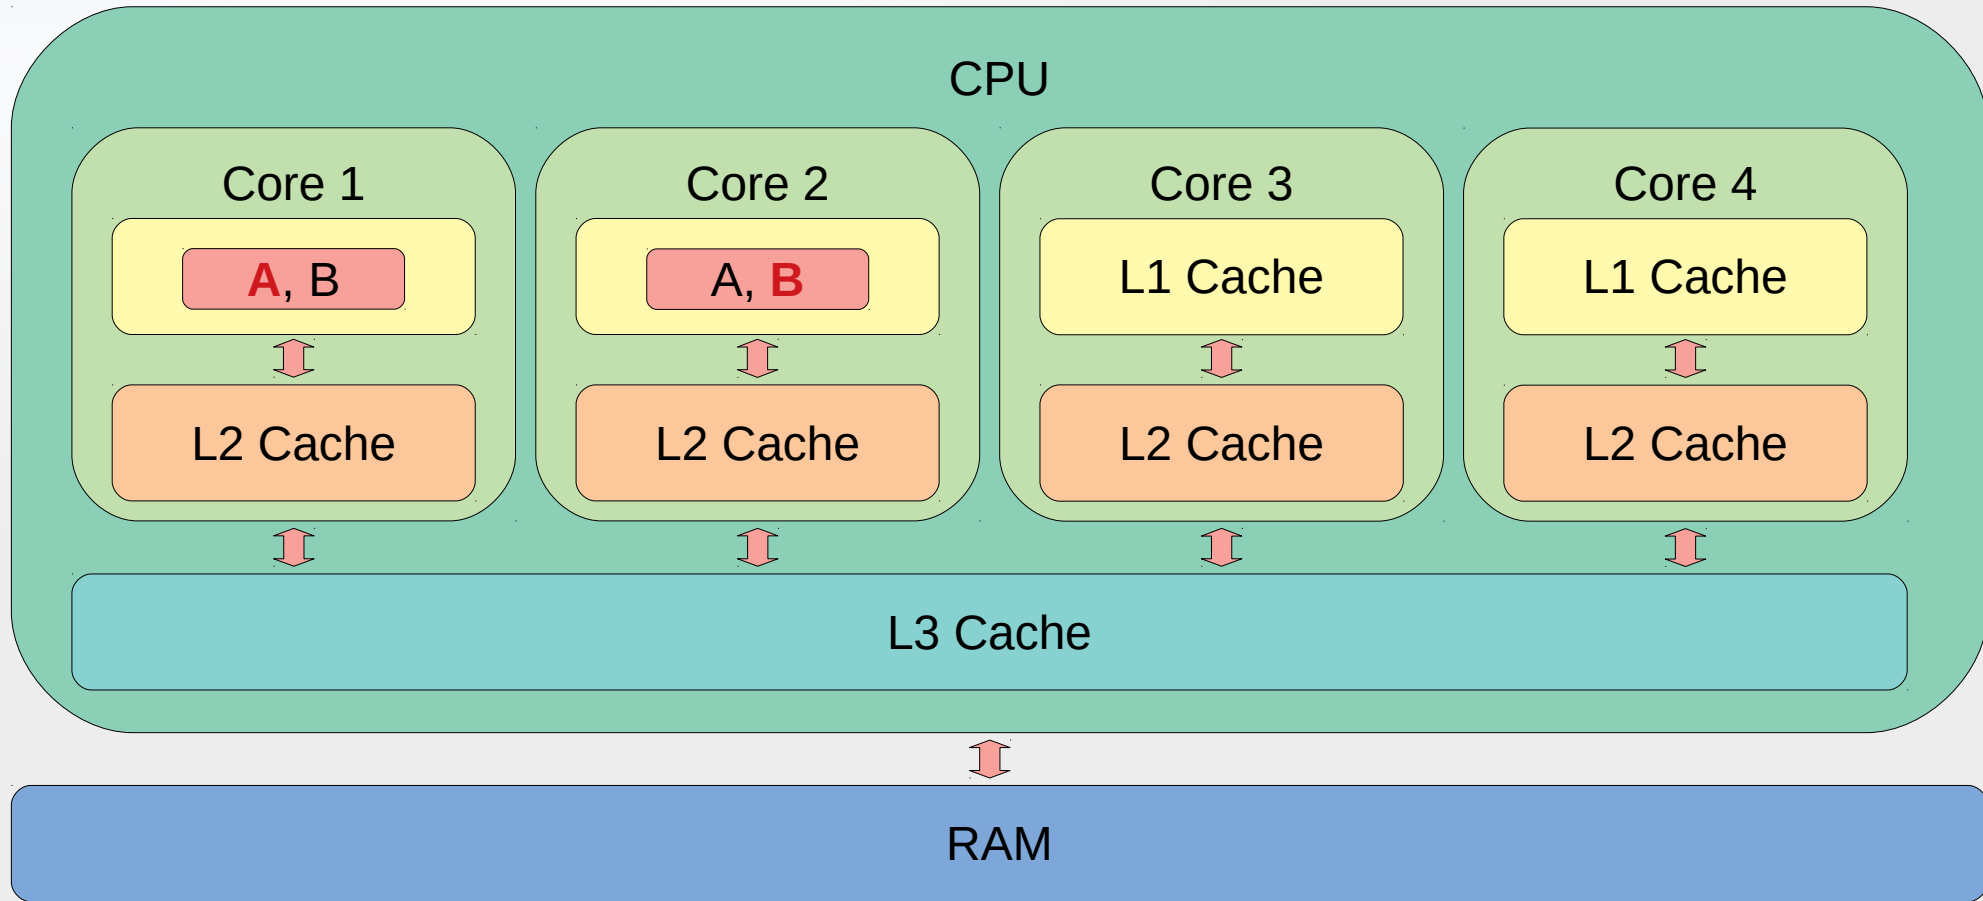 CPU
Core 1
Core 2
Core 3
Core 4
A, B
A, B
L1 Cache
L1 Cache
L2 Cache
L2 Cache
L2 Cache
L2 Cache
L3 Cache
RAM